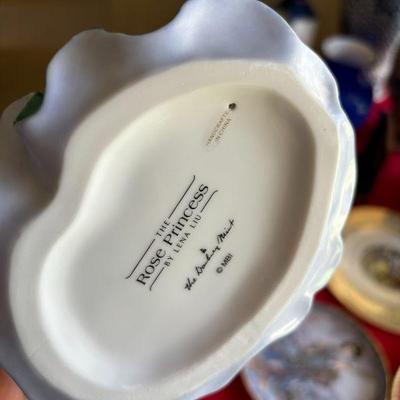 HANDCRAFTED
IN CHINA
THE
Rose Princess
BY LENA LIU
the Danbury Mint
© MBI